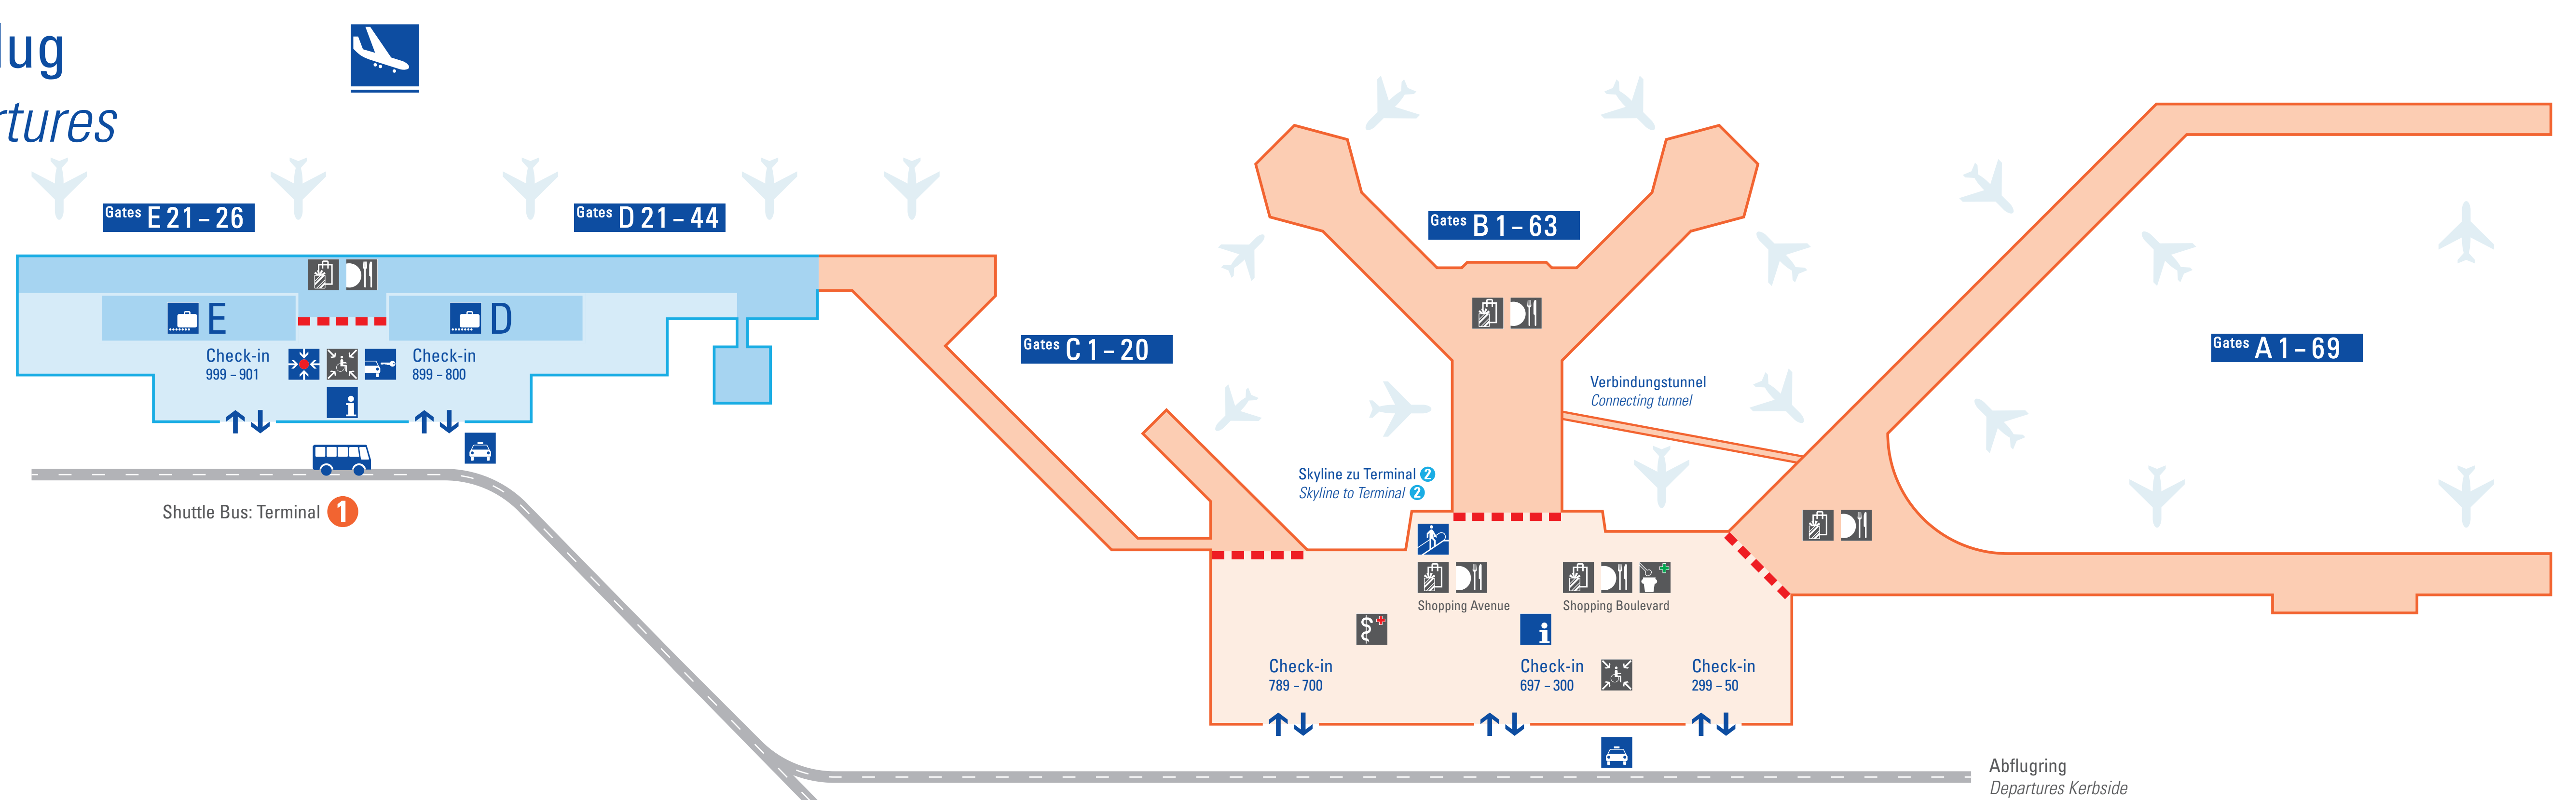 lug
rtures
Gates E 21 – 26
Gates D 21 – 44
Gates B 1 – 63
Gates C 1 – 20
Gates A 1 – 69
E
D
Check-in
999 – 901
Check-in
899 – 800
i
Shuttle Bus: Terminal 1
Verbindungstunnel
Connecting tunnel
Skyline zu Terminal 2
Skyline to Terminal 2
Shopping Avenue
Shopping Boulevard
i
Check-in
789 – 700
Check-in
697 – 300
Check-in
299 – 50
Abflugring
Departures Kerbside